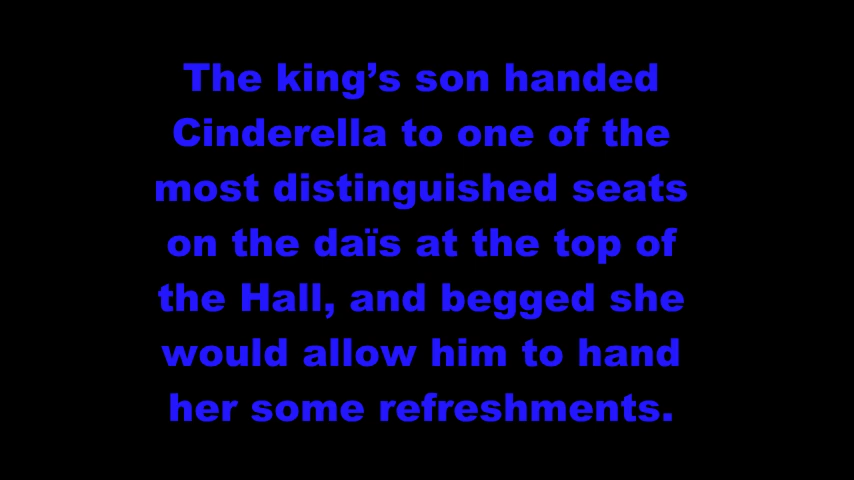 The king’s son handed
Cinderella to one of the
most distinguished seats
on the daïs at the top of
the Hall, and begged she
would allow him to hand
her some refreshments.